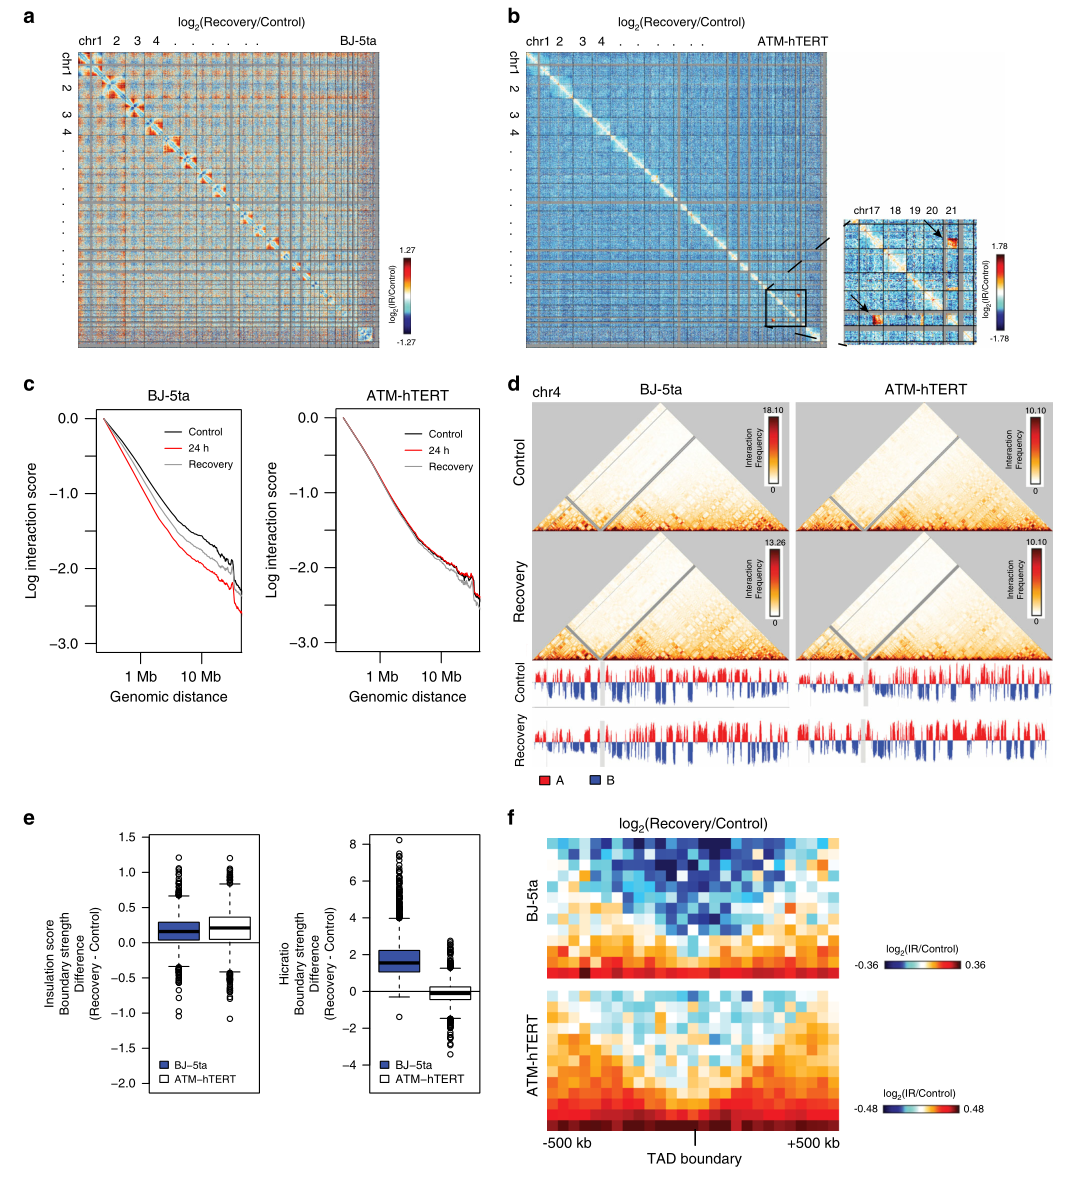 a
log2(Recovery/Control)
chr1 2 3 4 . . . . . . .
BJ-5ta
chr1
2
3
4
.
.
.
.
.
.
.
1.27
log2(IR/Control)
-1.27
b
log2(Recovery/Control)
chr1 2 3 4 . . . . . . .
ATM-hTERT
chr1
2
3
4
.
.
.
.
.
.
.
chr17 18 19 20 21
1.78
log2(IR/Control)
-1.78
c
BJ-5ta
Log interaction score
0.0
−1.0
−2.0
−3.0
Control
24 h
Recovery
1 Mb 10 Mb
Genomic distance
ATM-hTERT
Log interaction score
0.0
−1.0
−2.0
−3.0
Control
24 h
Recovery
1 Mb 10 Mb
Genomic distance
d
chr4
BJ-5ta
ATM-hTERT
Control
18.10
Interaction
Frequency
0
10.10
Interaction
Frequency
0
Recovery
13.26
Interaction
Frequency
0
10.10
Interaction
Frequency
0
Control
Recovery
A B
e
Insulation score
Boundary strength
Difference
(Recovery - Control)
1.5
1.0
0.5
0.0
−0.5
−1.0
−1.5
−2.0
BJ–5ta
ATM–hTERT
Hicratio
Boundary strength
Difference
(Recovery - Control)
8
6
4
2
0
−2
−4
BJ–5ta
ATM–hTERT
f
log2(Recovery/Control)
BJ-5ta
log2(IR/Control)
-0.36 0.36
ATM-hTERT
log2(IR/Control)
-0.48 0.48
-500 kb +500 kb
TAD boundary